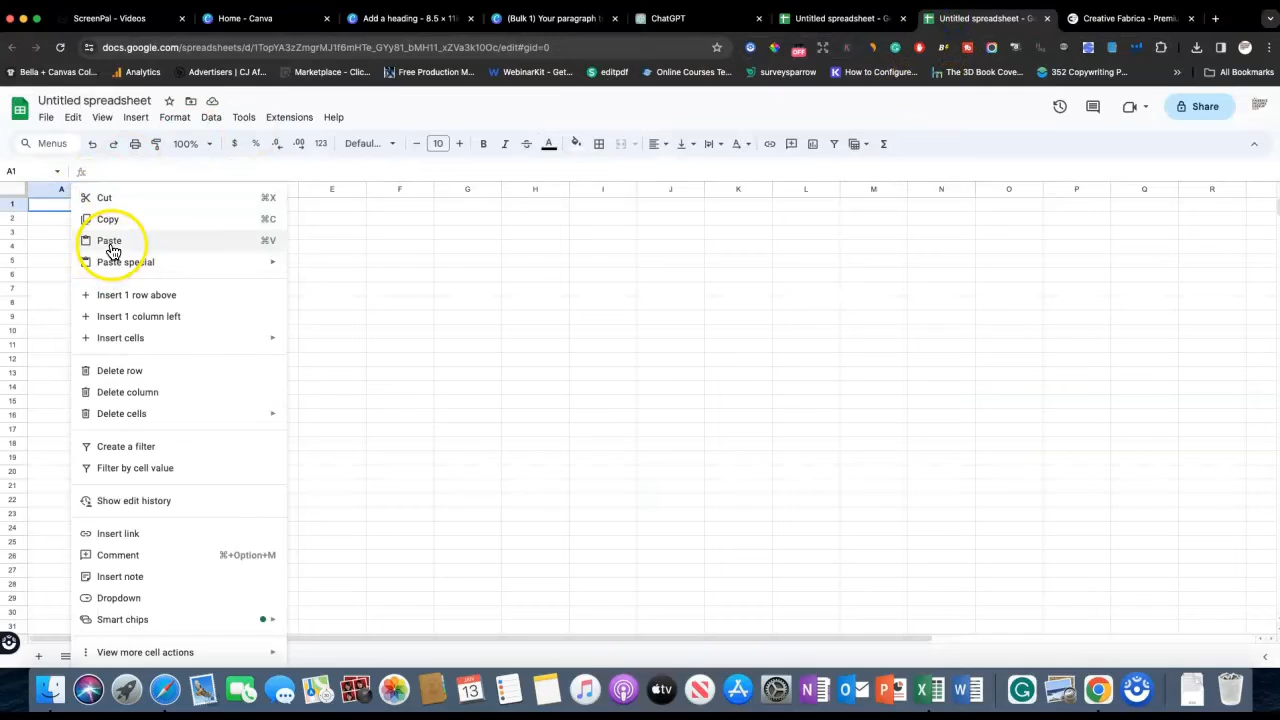 ScreenPal - Videos
Home - Canva
Add a heading - 8.5 × 11i
(Bulk 1) Your paragraph t
ChatGPT
Untitled spreadsheet - G
Untitled spreadsheet - G
Creative Fabrica - Premiu
docs.google.com/spreadsheets/d/1TopYA3zZmgrMJ1f6mHTe_GYy81_bMH11_xZVa3k10Oc/edit#gid=0
OFF
Bella + Canvas Col...
Analytics
Advertisers | CJ Af...
Marketplace - Clic...
Free Production M...
WebinarKit - Get...
editpdf
Online Courses Te...
surveysparrow
How to Configure...
The 3D Book Cove...
352 Copywriting P...
All Bookmarks
Untitled spreadsheet
File Edit View Insert Format Data Tools Extensions Help
Share
Menus
100%
$ % .0 .00 123
Defaul...
10
B
A1
fx
A E F G H I J K L M N O P Q R
1
2
3
4
5
6
7
8
9
10
11
12
13
14
15
16
17
18
19
20
21
22
23
24
25
26
27
28
29
30
31
Cut ⌘X
Copy ⌘C
Paste ⌘V
Paste special
Insert 1 row above
Insert 1 column left
Insert cells
Delete row
Delete column
Delete cells
Create a filter
Filter by cell value
Show edit history
Insert link
Comment ⌘+Option+M
Insert note
Dropdown
Smart chips
View more cell actions
JAN
13
tv